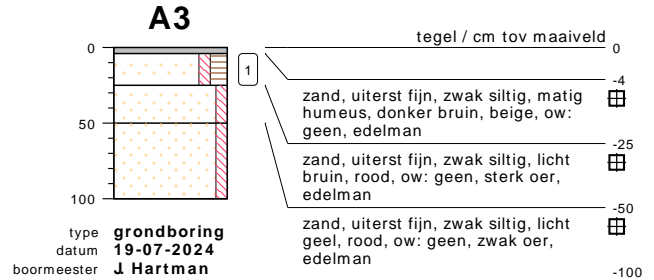 A3
tegel / cm tov maaiveld
0
0
-4
1
zand, uiterst fijn, zwak siltig, matig
humeus, donker bruin, beige, ow:
geen, edelman
-25
50
zand, uiterst fijn, zwak siltig, licht
bruin, rood, ow: geen, sterk oer,
edelman
-50
100
zand, uiterst fijn, zwak siltig, licht
geel, rood, ow: geen, zwak oer,
edelman
-100
type grondboring
datum 19-07-2024
boormeester J. Hartman